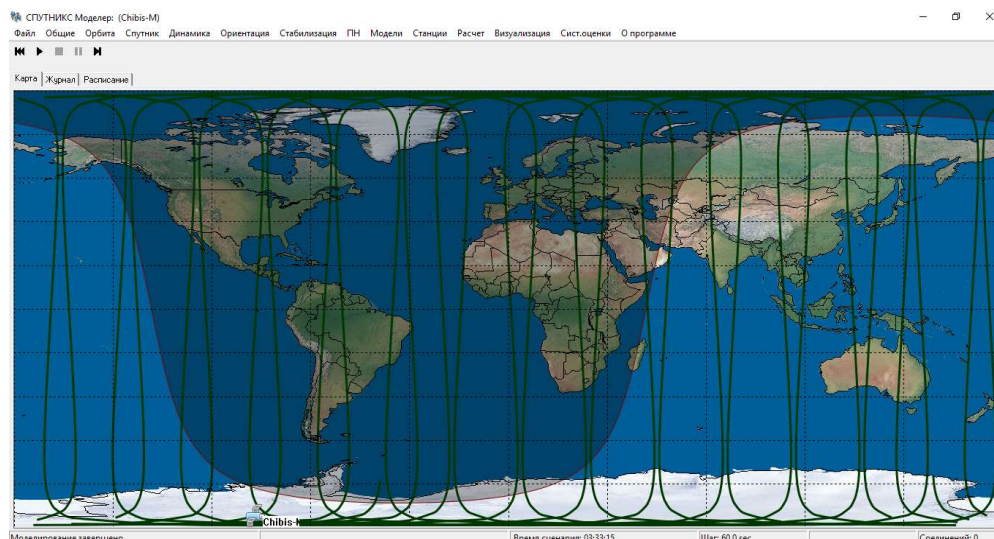 СПУТНИКС Моделер: (Chibis-M)
Файл Общие Орбита Спутник Динамика Ориентация Стабилизация ПН Модели Станции Расчет Визуализация Сист.оценки О программе
Карта Журнал Расписание
Chibis-
Моделирование завершено Время сценария: 03:33:15 Шаг: 60.0 sec Соединений: 0